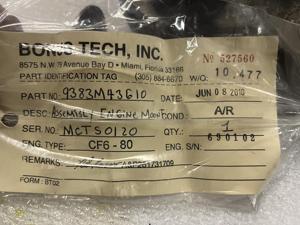 BOMS TECH, INC.
8575 N.W. 79 Avenue Bay D • Miami, Florida 33166
Nº 527560
PART IDENTIFICATION TAG (305) 884-6670 W/O: 10,477
PART NO. 9383M43G10 DATE: JUN 08 2010
DESC: ASSEMBLY ENGINE MOUNT COND: A/R
SER NO. MCTS0120 QTY: 1
ENG. TYPE: CF6-80 ENG. S/N: 690102
REMARKS
FORM: BT02